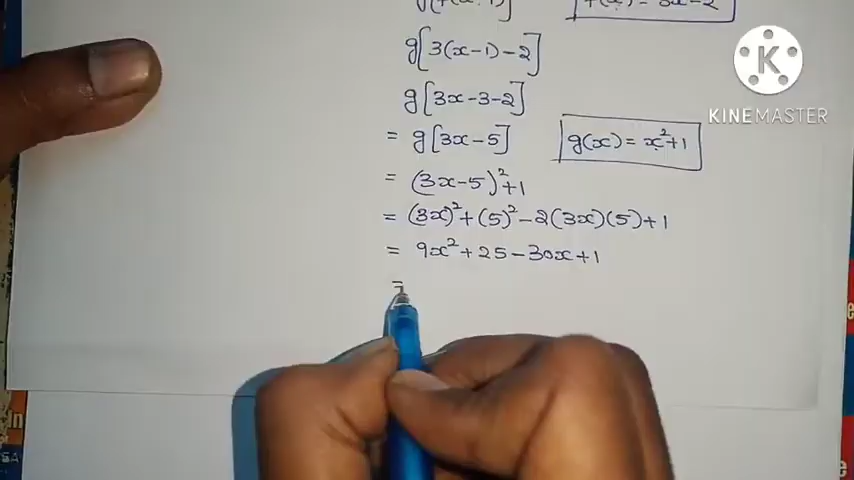 g[3(x-1)-2]
g[3x-3-2]
= g[3x-5]
g(x) = x²+1
= (3x-5)²+1
= (3x)²+(5)²-2(3x)(5)+1
= 9x²+25-30x+1
=
K
KINEMASTER